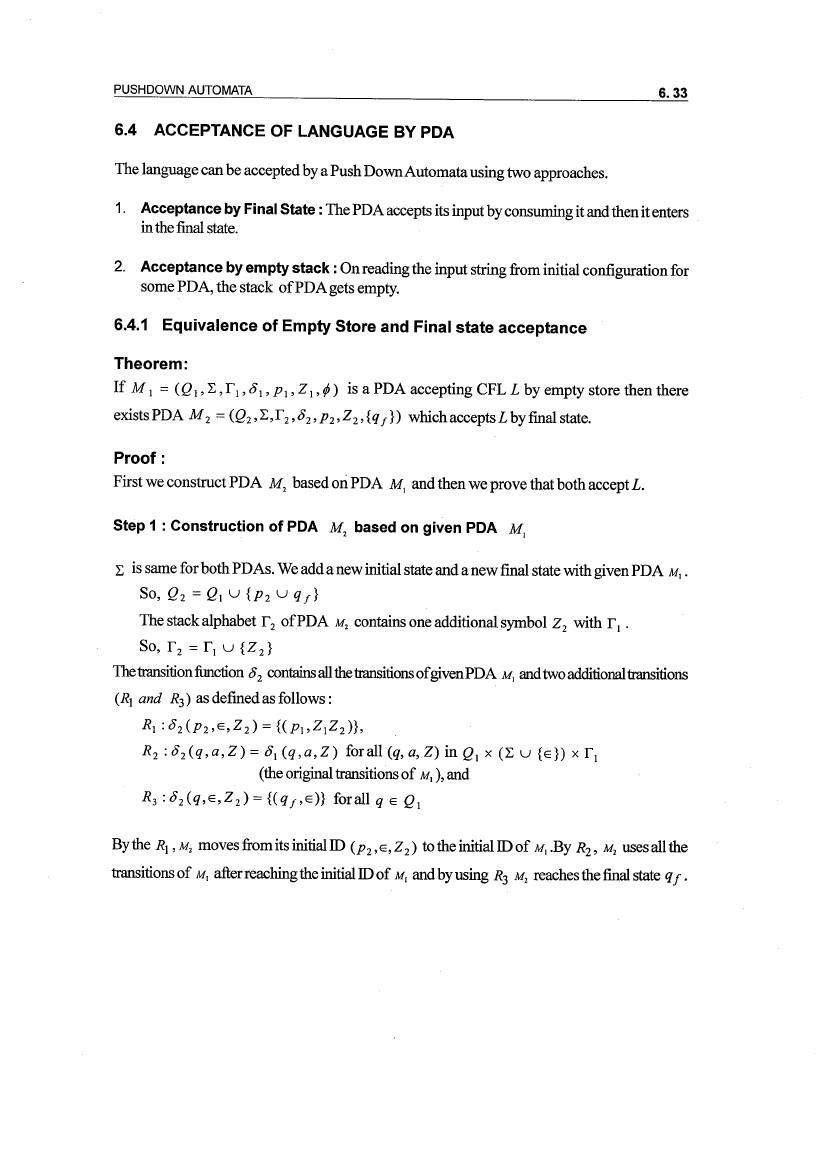 PUSHDOWN AUTOMATA 6. 33
6.4 ACCEPTANCE OF LANGUAGE BY PDA
The language can be accepted by a Push Down Automata using two approaches.
1. Acceptance by Final State : The PDA accepts its input by consuming it and then it enters
in the final state.
2. Acceptance by empty stack : On reading the input string from initial configuration for
some PDA, the stack of PDA gets empty.
6.4.1 Equivalence of Empty Store and Final state acceptance
Theorem:
If M₁ = (Q₁, Σ, Γ₁, δ₁, p₁, Z₁, ϕ) is a PDA accepting CFL L by empty store then there
exists PDA M₂ = (Q₂, Σ, Γ₂, δ₂, p₂, Z₂, {q_f}) which accepts L by final state.
Proof :
First we construct PDA M₂ based on PDA M₁ and then we prove that both accept L.
Step 1 : Construction of PDA M₂ based on given PDA M₁
Σ is same for both PDAs. We add a new initial state and a new final state with given PDA M₁.
So, Q₂ = Q₁ ∪ {p₂ ∪ q_f}
The stack alphabet Γ₂ of PDA M₂ contains one additional symbol Z₂ with Γ₁.
So, Γ₂ = Γ₁ ∪ {Z₂}
The transition function δ₂ contains all the transitions of given PDA M₁ and two additional transitions
(R₁ and R₃) as defined as follows :
R₁ : δ₂(p₂, ∈, Z₂) = {(p₁, Z₁Z₂)},
R₂ : δ₂(q, a, Z) = δ₁(q, a, Z) for all (q, a, Z) in Q₁ × (Σ ∪ {∈}) × Γ₁
(the original transitions of M₁), and
R₃ : δ₂(q, ∈, Z₂) = {(q_f, ∈)} for all q ∈ Q₁
By the R₁, M₂ moves from its initial ID (p₂, ∈, Z₂) to the initial ID of M₁. By R₂, M₂ uses all the
transitions of M₁ after reaching the initial ID of M₁ and by using R₃ M₂ reaches the final state q_f.